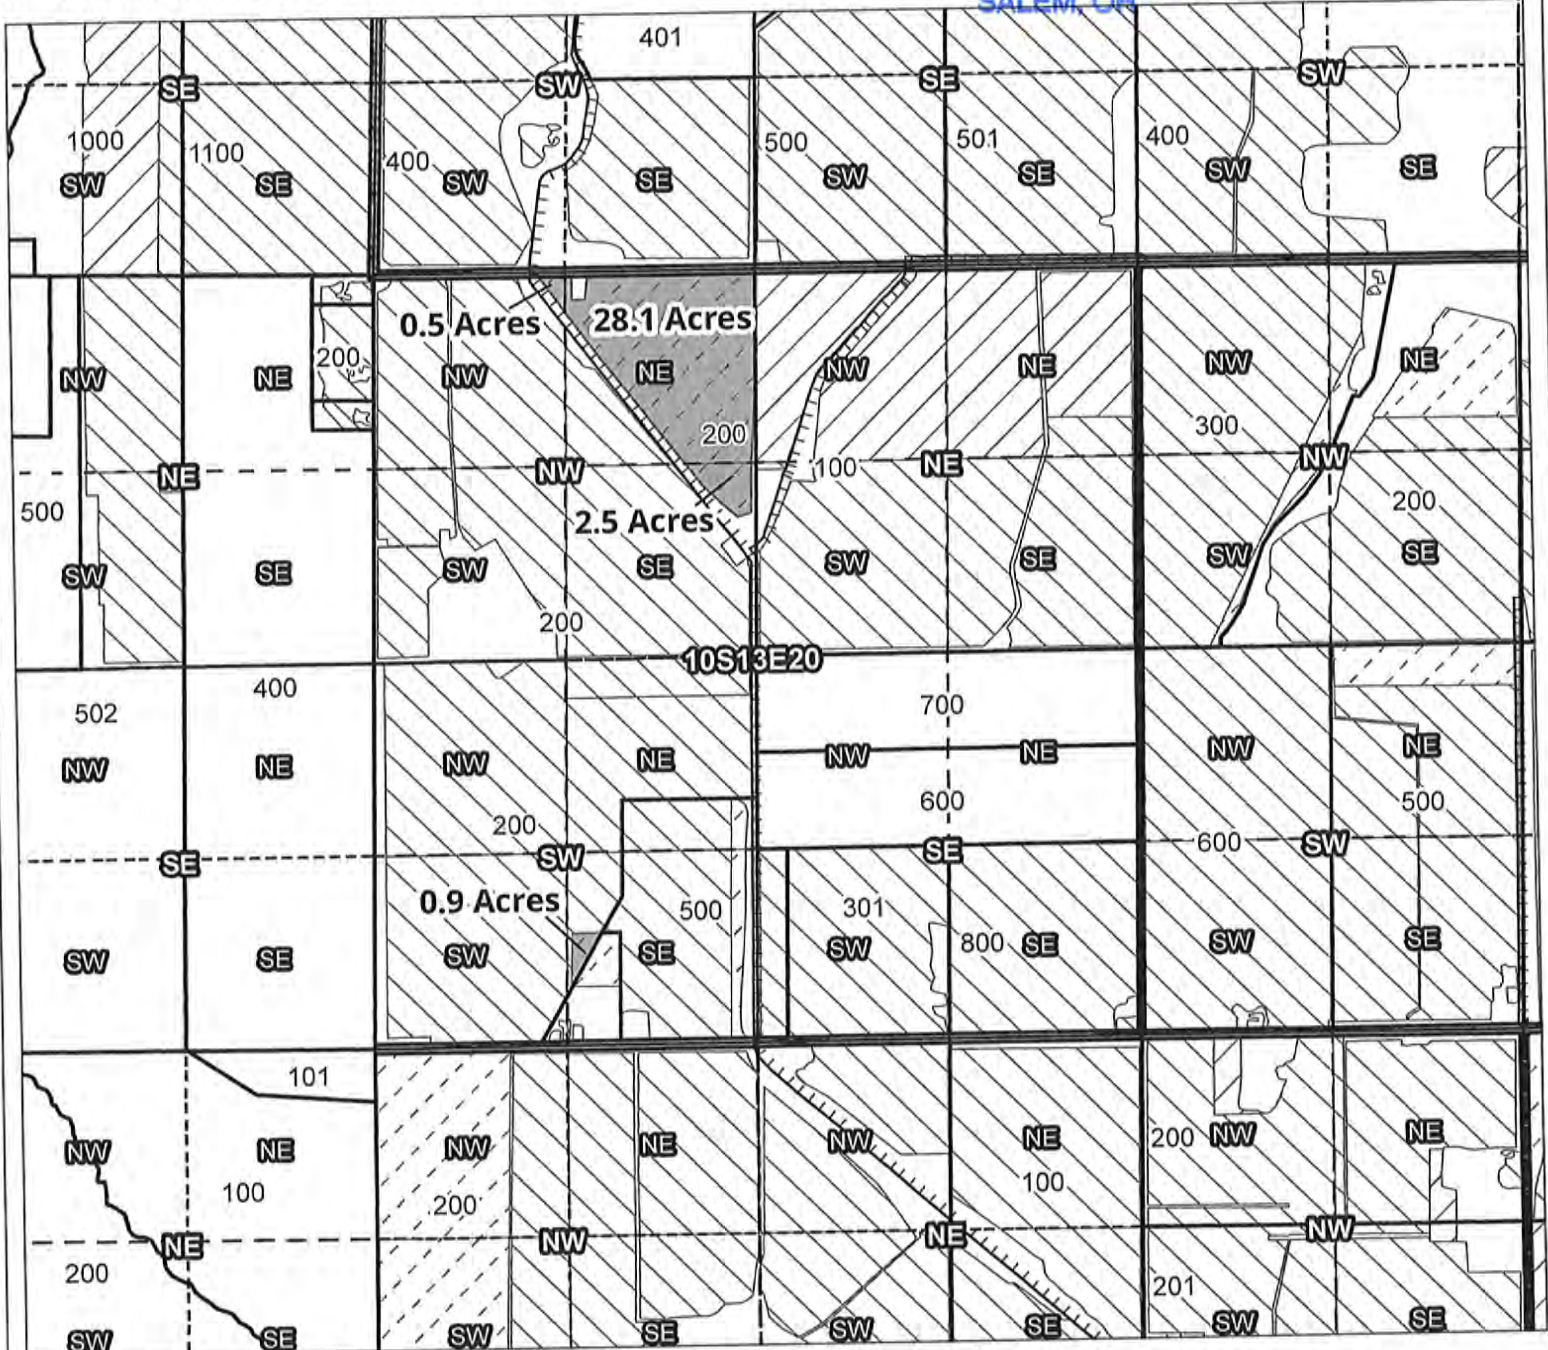 SALEM, OR
401
SE SW SE SW
1000 1100 400 500 501 400
SW SE SW SE SW SE SW SE
0.5 Acres 28.1 Acres
200
NW NE NW NE NW NE NW NE
300
200 100
NE NW NE NW
500 200
2.5 Acres
SW SE SW SE SW SE SW SE
200
10S13E20
400
502 700
NW NE NW NE NW NE NW NE
600 500
200
SE SW SE 600 SW
0.9 Acres
500 301
800
SW SE SW SE SW SE SW SE
101
200
NW NE NW NE NW NE NW NE
100 200 100
NE NW NE NW
200 201
SW SE SW SE SW SE SW SE